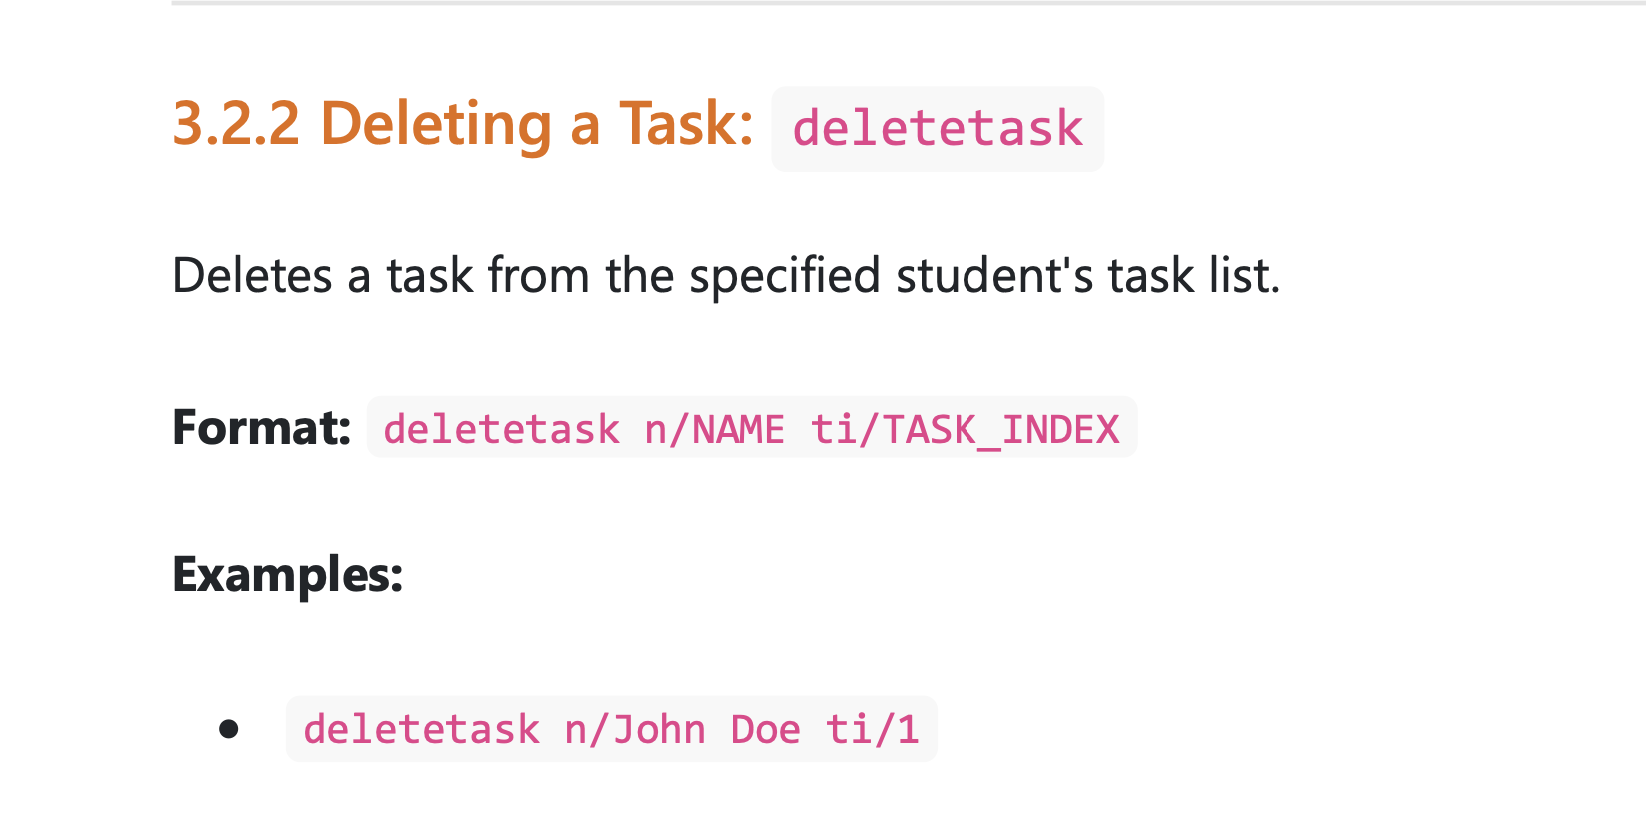 3.2.2 Deleting a Task: deletetask
Deletes a task from the specified student's task list.
Format: deletetask n/NAME ti/TASK_INDEX
Examples:
• deletetask n/John Doe ti/1